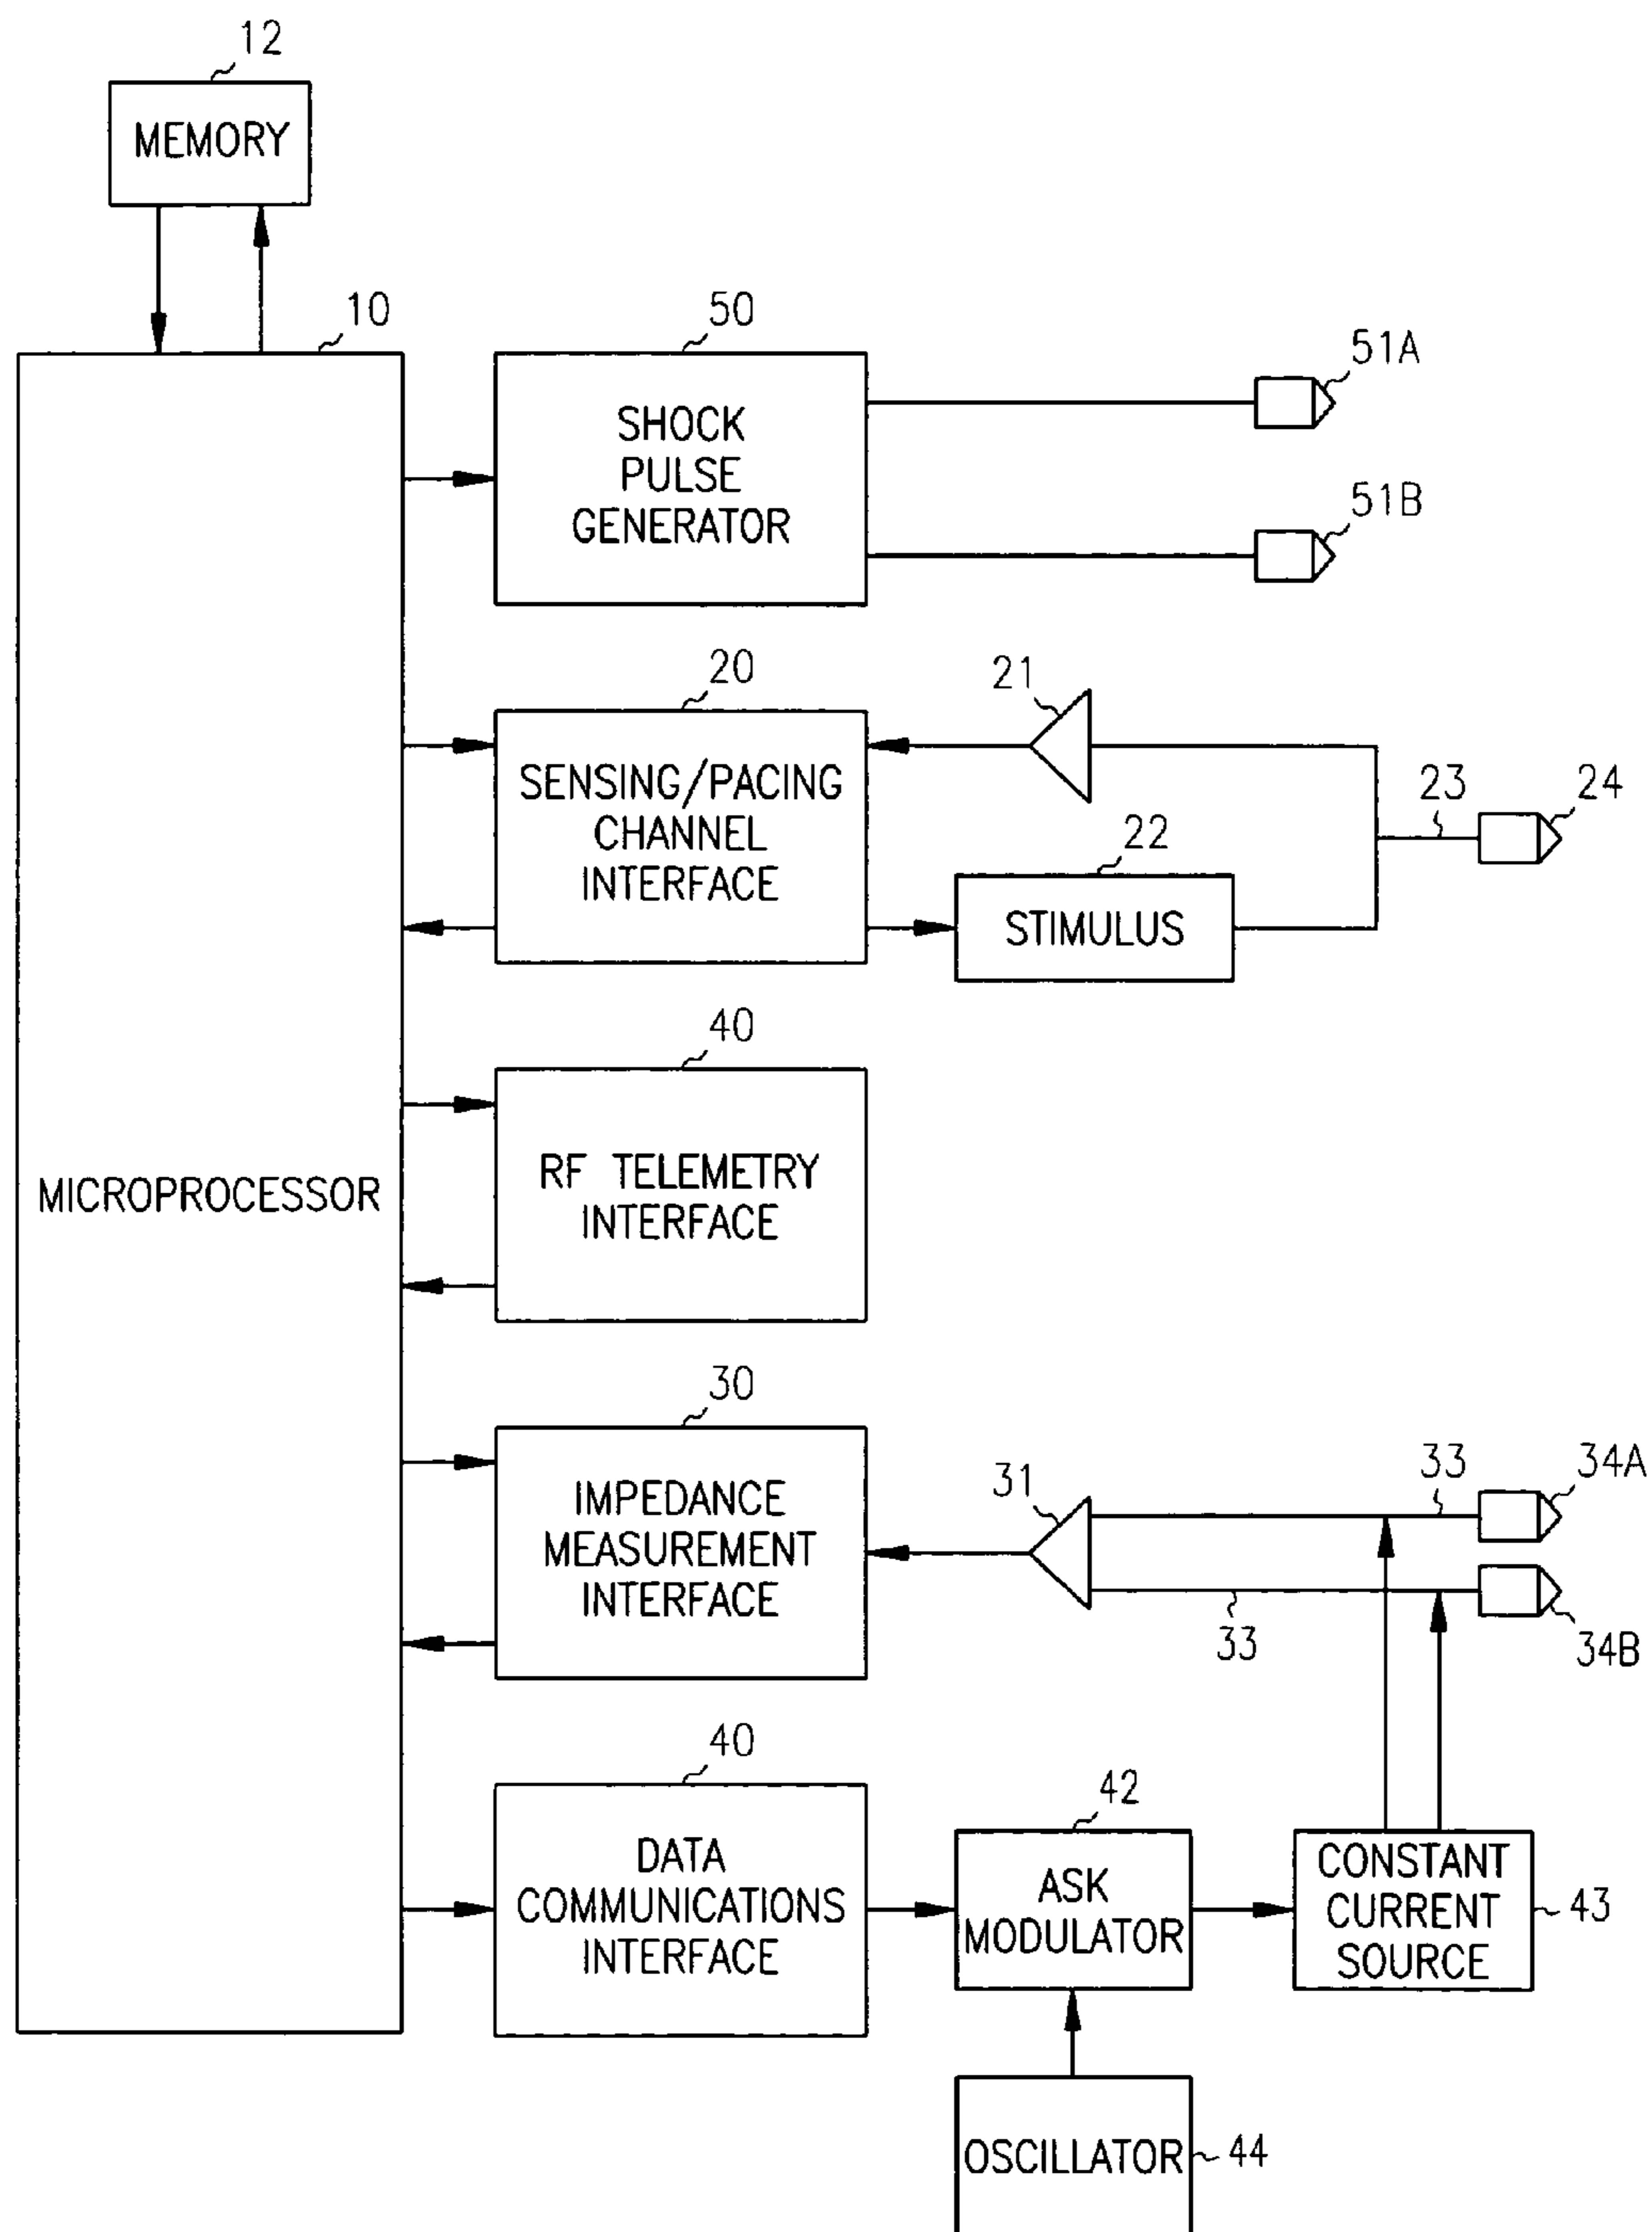 12
MEMORY
10
MICROPROCESSOR
50
SHOCK
PULSE
GENERATOR
51A
51B
20
SENSING/PACING
CHANNEL
INTERFACE
21
22
STIMULUS
23
24
40
RF TELEMETRY
INTERFACE
30
IMPEDANCE
MEASUREMENT
INTERFACE
31
33
34A
33
34B
40
DATA
COMMUNICATIONS
INTERFACE
42
ASK
MODULATOR
CONSTANT
CURRENT
SOURCE
43
OSCILLATOR
44